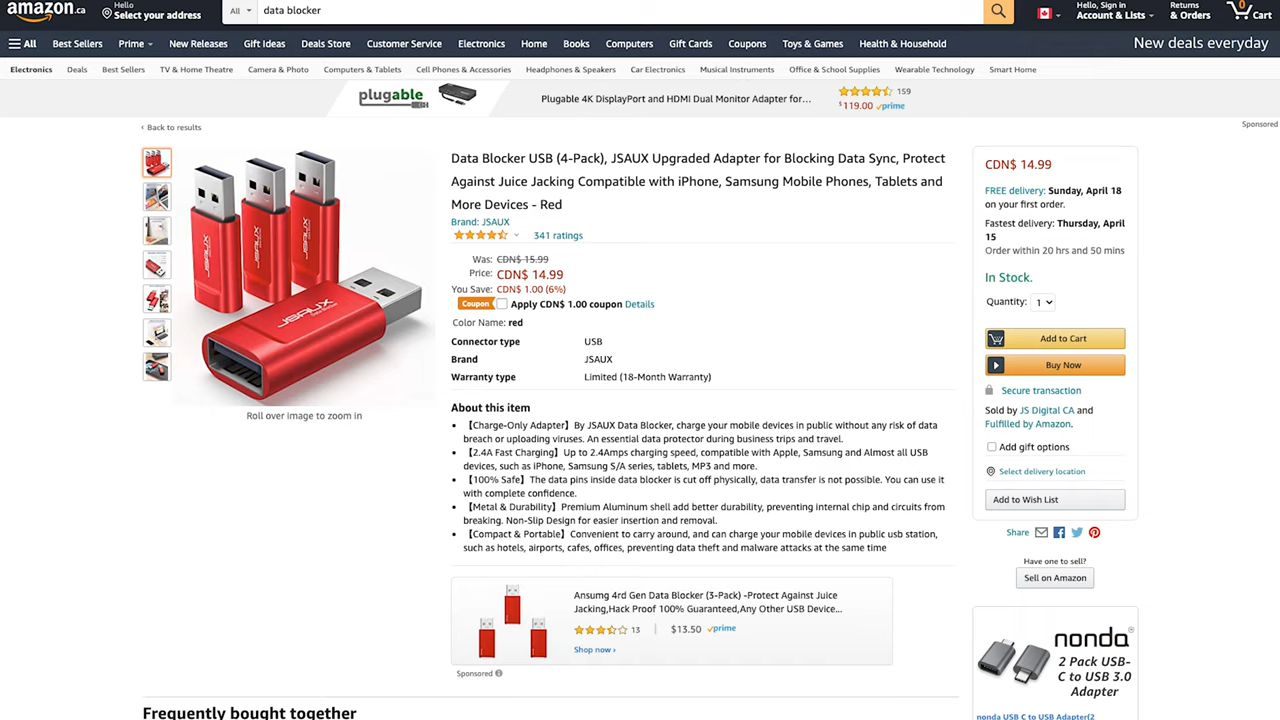 amazon.ca
Hello
Select your address
All
data blocker
Hello, Sign in
Account & Lists
Returns
& Orders
0
Cart
All
Best Sellers
Prime
New Releases
Gift Ideas
Deals Store
Customer Service
Electronics
Home
Books
Computers
Gift Cards
Coupons
Toys & Games
Health & Household
New deals everyday
Electronics
Deals
Best Sellers
TV & Home Theatre
Camera & Photo
Computers & Tablets
Cell Phones & Accessories
Headphones & Speakers
Car Electronics
Musical Instruments
Office & School Supplies
Wearable Technology
Smart Home
plugable
Plugable 4K DisplayPort and HDMI Dual Monitor Adapter for...
159
$119.00 prime
Sponsored
‹ Back to results
JSAUX
JSAUX
JSAUX
JSAUX
Roll over image to zoom in
Data Blocker USB (4-Pack), JSAUX Upgraded Adapter for Blocking Data Sync, Protect
Against Juice Jacking Compatible with iPhone, Samsung Mobile Phones, Tablets and
More Devices - Red
Brand: JSAUX
341 ratings
Was: CDN$ 15.99
Price: CDN$ 14.99
You Save: CDN$ 1.00 (6%)
Coupon Apply CDN$ 1.00 coupon Details
Color Name: red
Connector type USB
Brand JSAUX
Warranty type Limited (18-Month Warranty)
About this item
• 【Charge-Only Adapter】By JSAUX Data Blocker, charge your mobile devices in public without any risk of data
breach or uploading viruses. An essential data protector during business trips and travel.
• 【2.4A Fast Charging】Up to 2.4Amps charging speed, compatible with Apple, Samsung and Almost all USB
devices, such as iPhone, Samsung S/A series, tablets, MP3 and more.
• 【100% Safe】The data pins inside data blocker is cut off physically, data transfer is not possible. You can use it
with complete confidence.
• 【Metal & Durability】Premium Aluminum shell add better durability, preventing internal chip and circuits from
breaking. Non-Slip Design for easier insertion and removal.
• 【Compact & Portable】Convenient to carry around, and can charge your mobile devices in public usb station,
such as hotels, airports, cafes, offices, preventing data theft and malware attacks at the same time
Ansumg 4rd Gen Data Blocker (3-Pack) -Protect Against Juice
Jacking,Hack Proof 100% Guaranteed,Any Other USB Device...
13 | $13.50 prime
Shop now ›
Sponsored
Frequently bought together
CDN$ 14.99
FREE delivery: Sunday, April 18
on your first order.
Fastest delivery: Thursday, April
15
Order within 20 hrs and 50 mins
In Stock.
Quantity: 1
Add to Cart
Buy Now
Secure transaction
Sold by JS Digital CA and
Fulfilled by Amazon.
Add gift options
Select delivery location
Add to Wish List
Share
Have one to sell?
Sell on Amazon
nonda
2 Pack USB-
C to USB 3.0
Adapter
nonda USB C to USB Adapter(2